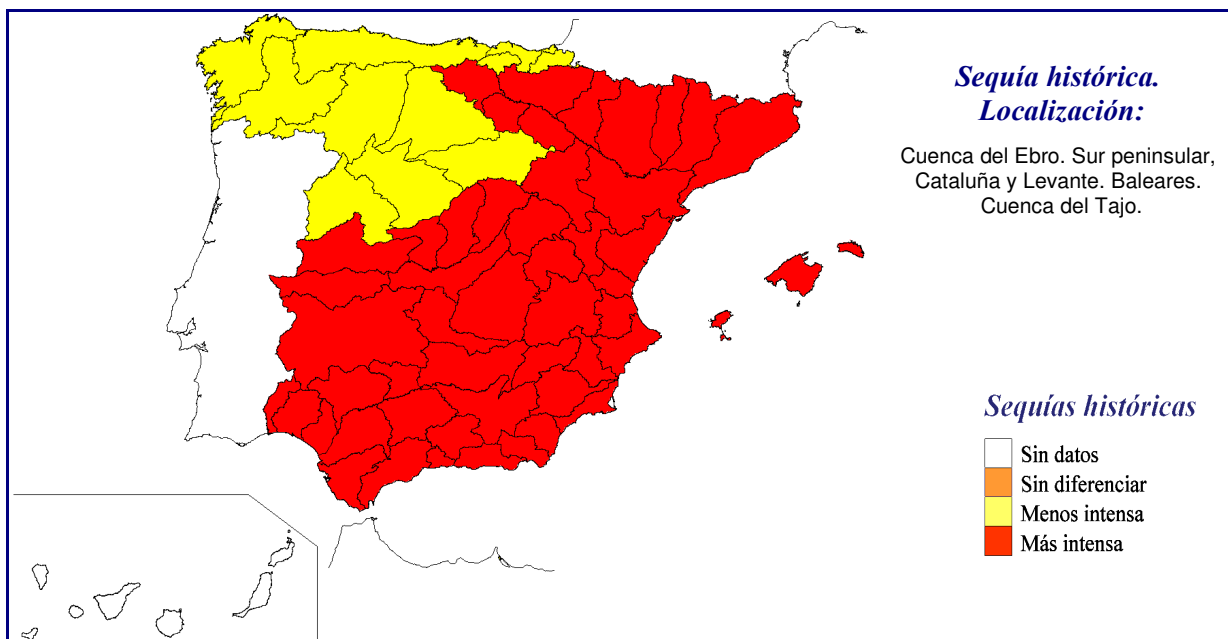 Sequía histórica.
Localización:
Cuenca del Ebro. Sur peninsular,
Cataluña y Levante. Baleares.
Cuenca del Tajo.
Sequías históricas
Sin datos
Sin diferenciar
Menos intensa
Más intensa